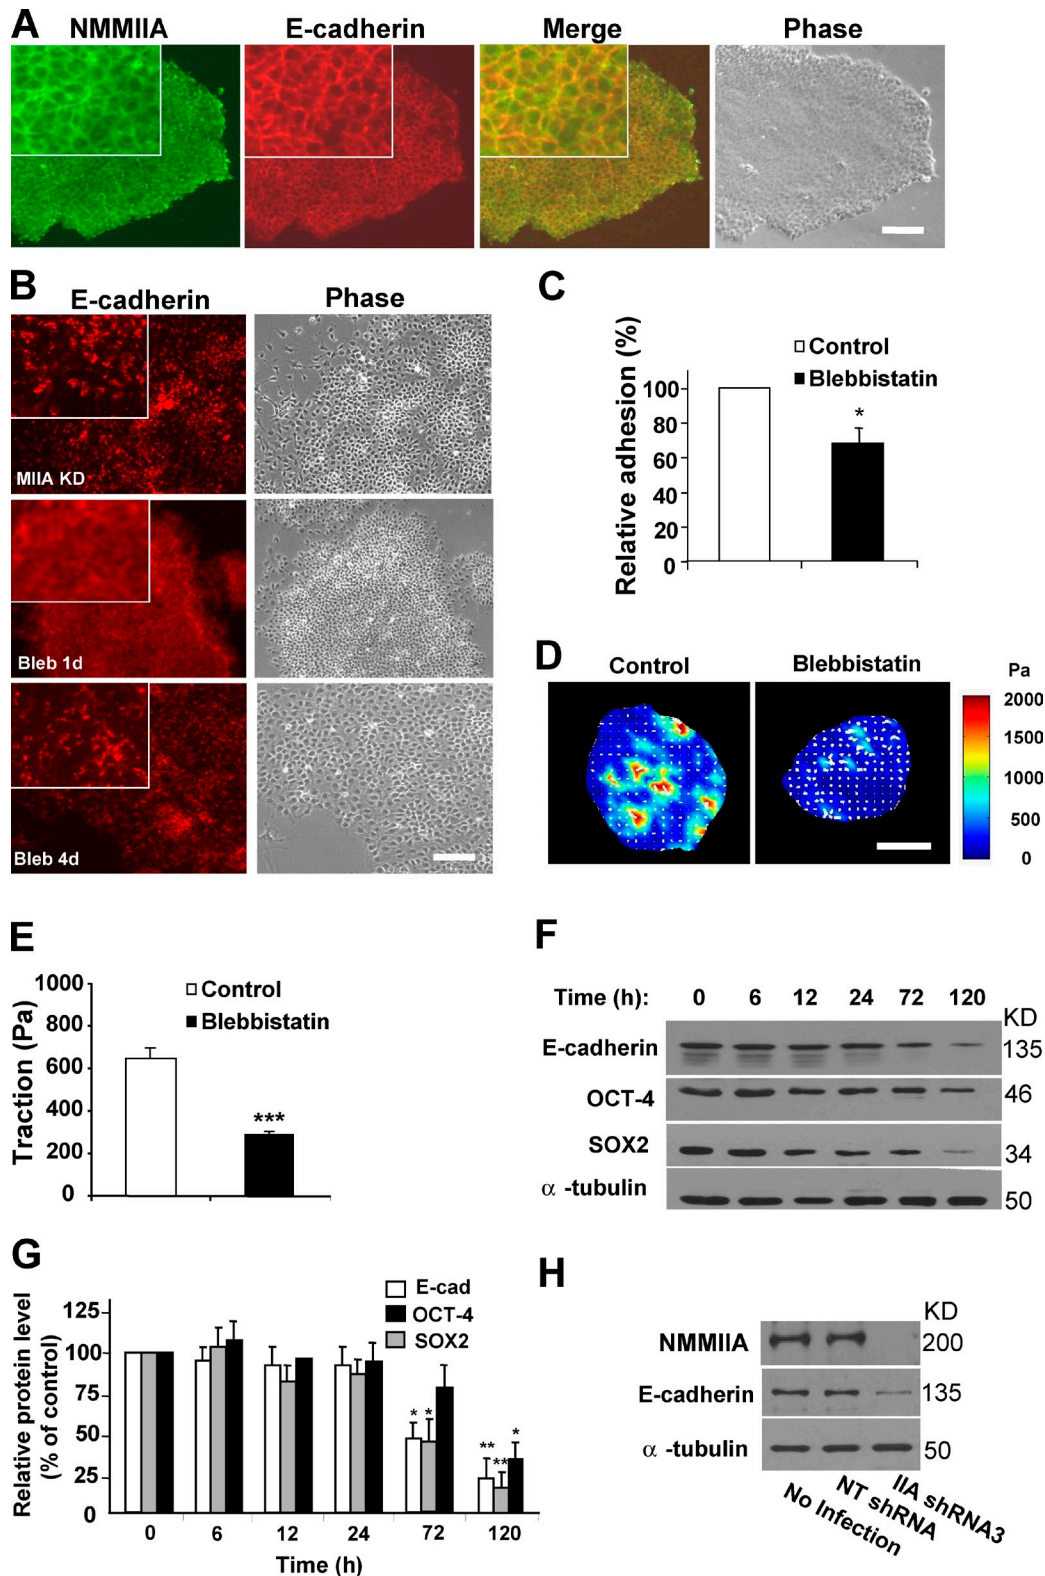 A
NMMIIA
E-cadherin
Merge
Phase
B
E-cadherin
Phase
MIIA KD
Bleb 1d
Bleb 4d
C
Relative adhesion (%)
Control
Blebbistatin
100
80
60
40
20
0
*
D
Control
Blebbistatin
Pa
2000
1500
1000
500
0
E
Traction (Pa)
1000
800
600
400
200
0
Control
Blebbistatin
***
F
Time (h): 0 6 12 24 72 120
KD
E-cadherin 135
OCT-4 46
SOX2 34
α -tubulin 50
G
Relative protein level
(% of control)
125
100
75
50
25
0
E-cad
OCT-4
SOX2
* *
** ** *
0 6 12 24 72 120
Time (h)
H
KD
NMMIIA 200
E-cadherin 135
α -tubulin 50
No Infection
NT shRNA
IIA shRNA3